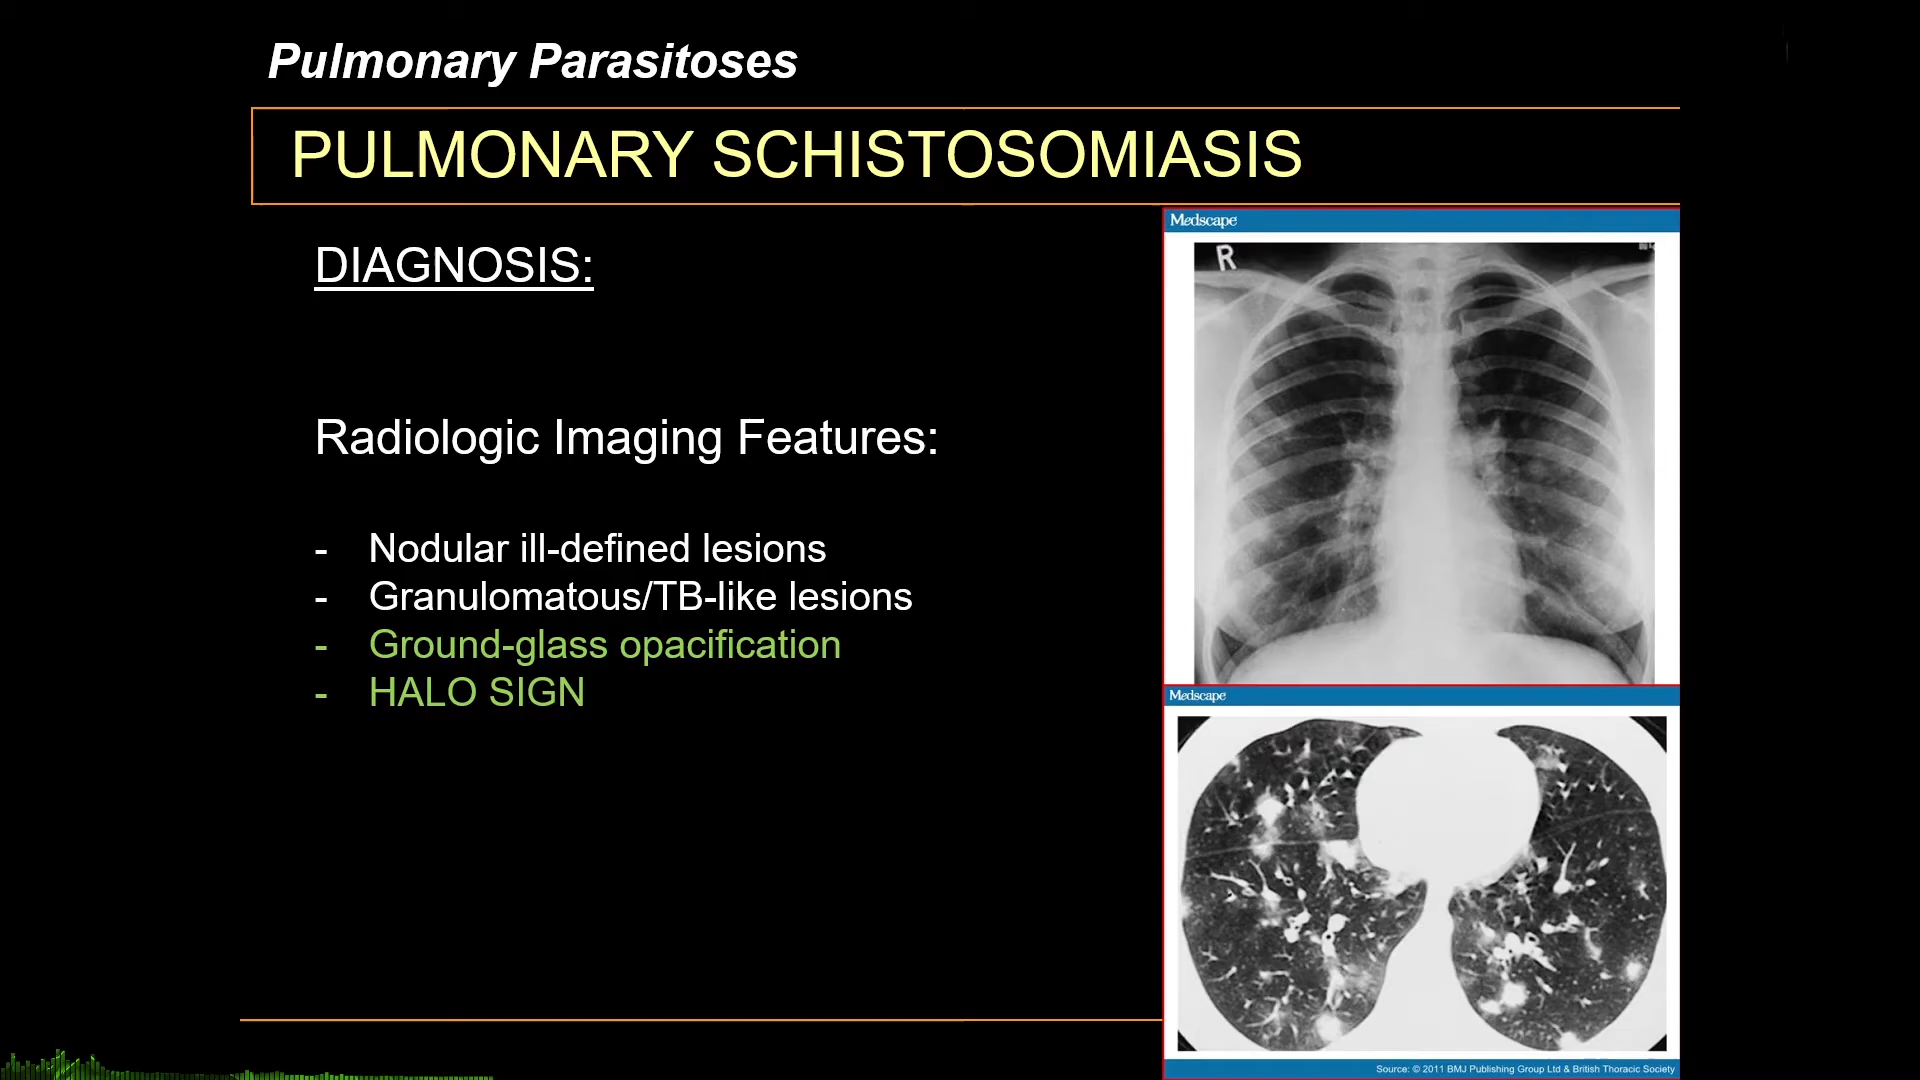 Pulmonary Parasitoses
PULMONARY SCHISTOSOMIASIS
DIAGNOSIS:
Radiologic Imaging Features:
- Nodular ill-defined lesions
- Granulomatous/TB-like lesions
- Ground-glass opacification
- HALO SIGN
Medscape
R
Medscape
Source: © 2011 BMJ Publishing Group Ltd & British Thoracic Society